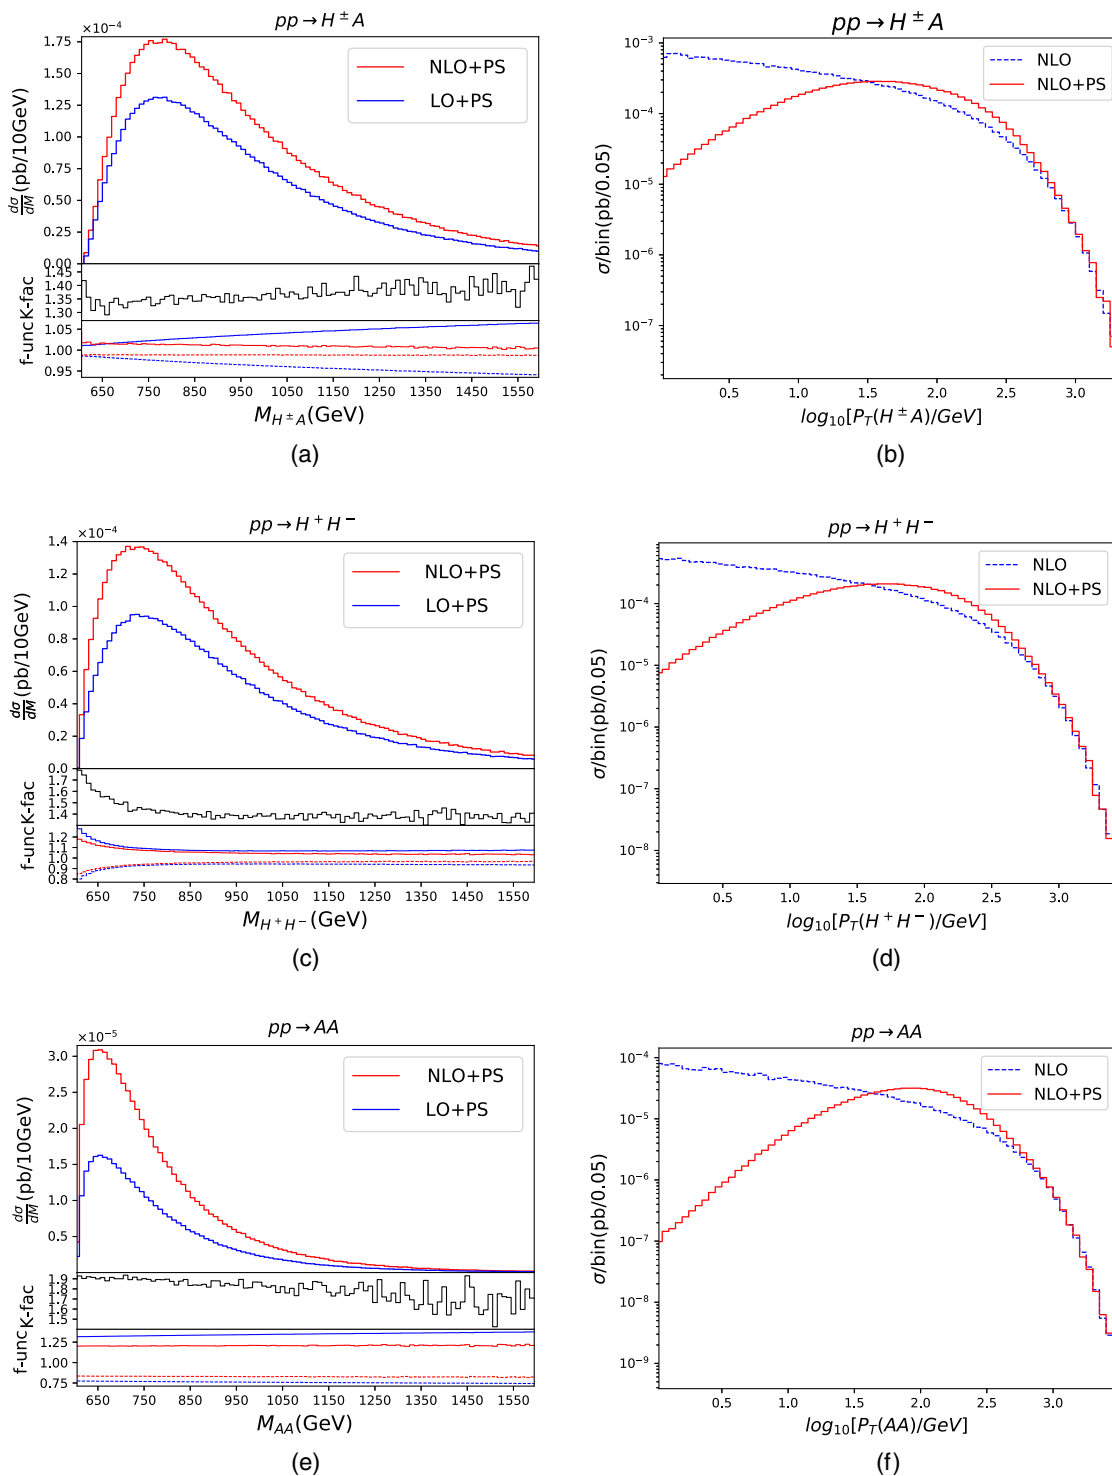 pp → H ± A
×10−4
1.75
1.50
1.25
1.00
0.75
0.50
0.25
0.00
dσ/dM (pb/10GeV)
NLO+PS
LO+PS
1.45
1.40
1.35
1.30
K-fac
1.05
1.00
0.95
f-unc
650 750 850 950 1050 1150 1250 1350 1450 1550
M_{H ± A}(GeV)
(a)
pp → H ± A
10−3
10−4
10−5
10−6
10−7
σ/bin(pb/0.05)
NLO
NLO+PS
0.5 1.0 1.5 2.0 2.5 3.0
log10[P_T(H ± A)/GeV]
(b)
pp → H + H −
×10−4
1.4
1.2
1.0
0.8
0.6
0.4
0.2
0.0
dσ/dM (pb/10GeV)
NLO+PS
LO+PS
1.7
1.6
1.5
1.4
K-fac
1.2
1.1
1.0
0.9
0.8
f-unc
650 750 850 950 1050 1150 1250 1350 1450 1550
M_{H + H −}(GeV)
(c)
pp → H + H −
10−4
10−5
10−6
10−7
10−8
σ/bin(pb/0.05)
NLO
NLO+PS
0.5 1.0 1.5 2.0 2.5 3.0
log10[P_T(H + H −)/GeV]
(d)
pp → AA
×10−5
3.0
2.5
2.0
1.5
1.0
0.5
dσ/dM (pb/10GeV)
NLO+PS
LO+PS
1.9
1.8
1.7
1.6
1.5
K-fac
1.25
1.00
0.75
f-unc
650 750 850 950 1050 1150 1250 1350 1450 1550
M_{AA}(GeV)
(e)
pp → AA
10−4
10−5
10−6
10−7
10−8
10−9
σ/bin(pb/0.05)
NLO
NLO+PS
0.5 1.0 1.5 2.0 2.5 3.0
log10[P_T(AA)/GeV]
(f)